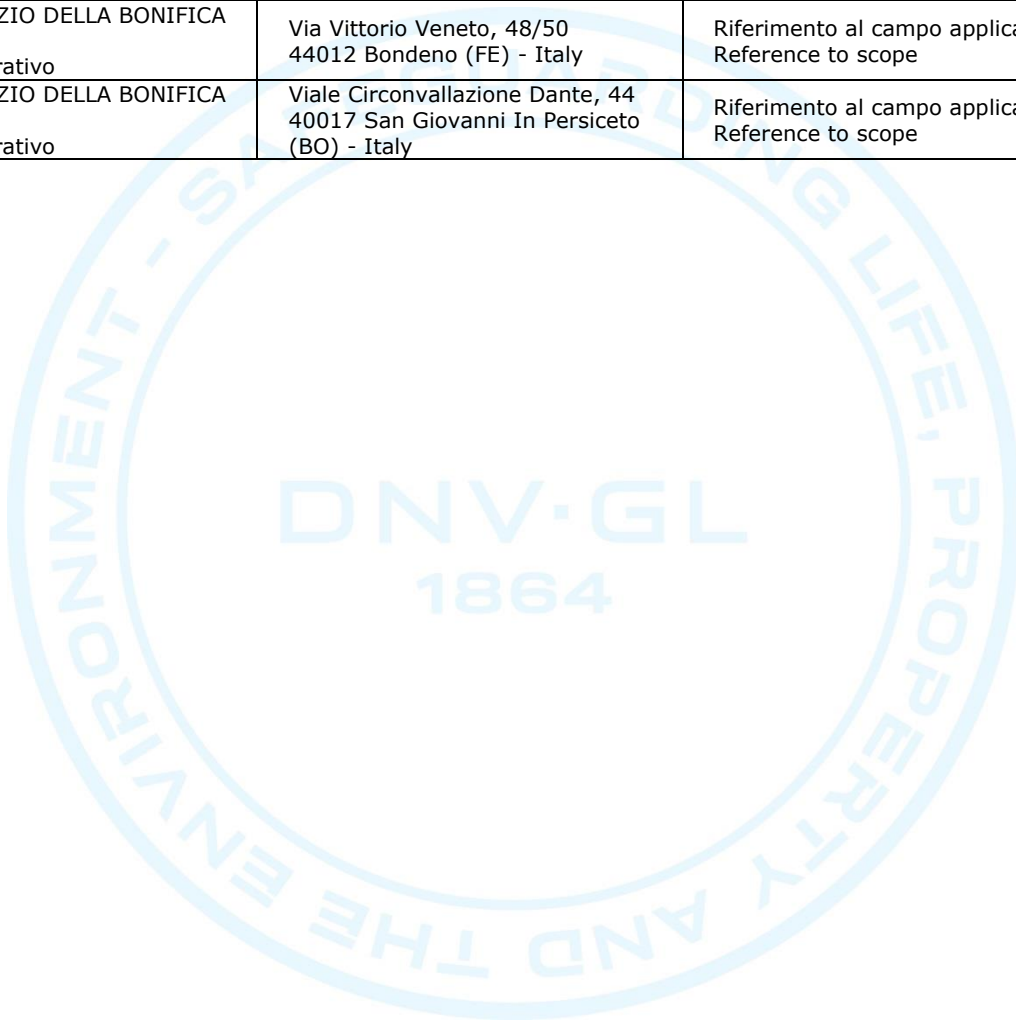 ZIO DELLA BONIFICA
rativo
Via Vittorio Veneto, 48/50
44012 Bondeno (FE) - Italy
Riferimento al campo applica
Reference to scope
ZIO DELLA BONIFICA
rativo
Viale Circonvallazione Dante, 44
40017 San Giovanni In Persiceto
(BO) - Italy
Riferimento al campo applica
Reference to scope
SAFEGUARDING LIFE, PROPERTY AND THE ENVIRONMENT -
DNV·GL
1864